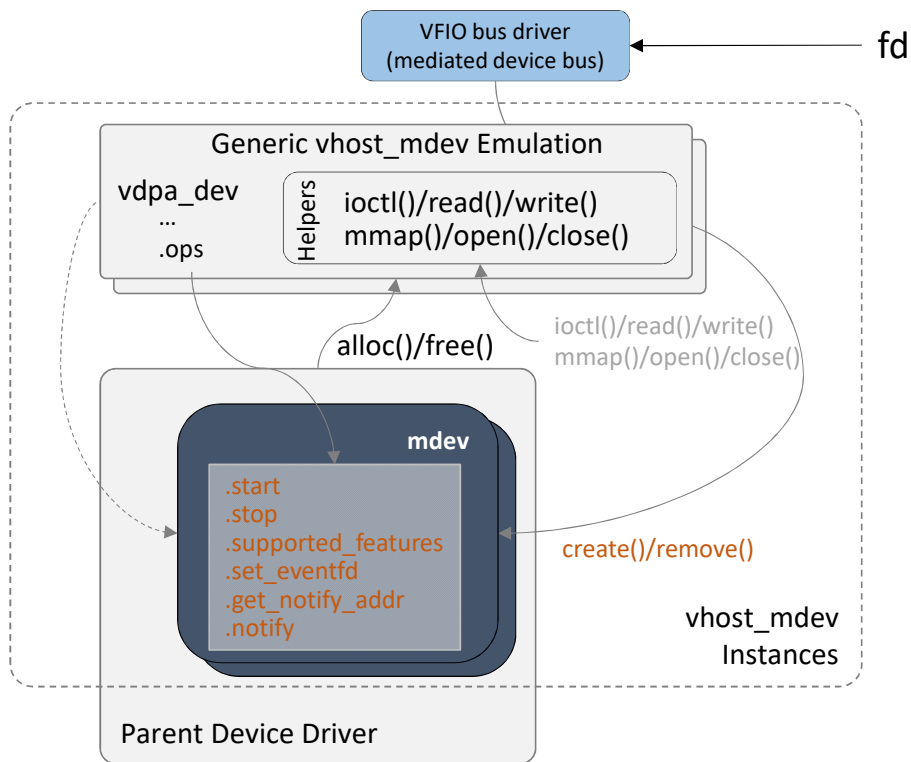 VFIO bus driver
(mediated device bus)
fd
Generic vhost_mdev Emulation
vdpa_dev
...
.ops
Helpers
ioctl()/read()/write()
mmap()/open()/close()
alloc()/free()
ioctl()/read()/write()
mmap()/open()/close()
mdev
.start
.stop
.supported_features
.set_eventfd
.get_notify_addr
.notify
create()/remove()
vhost_mdev
Instances
Parent Device Driver